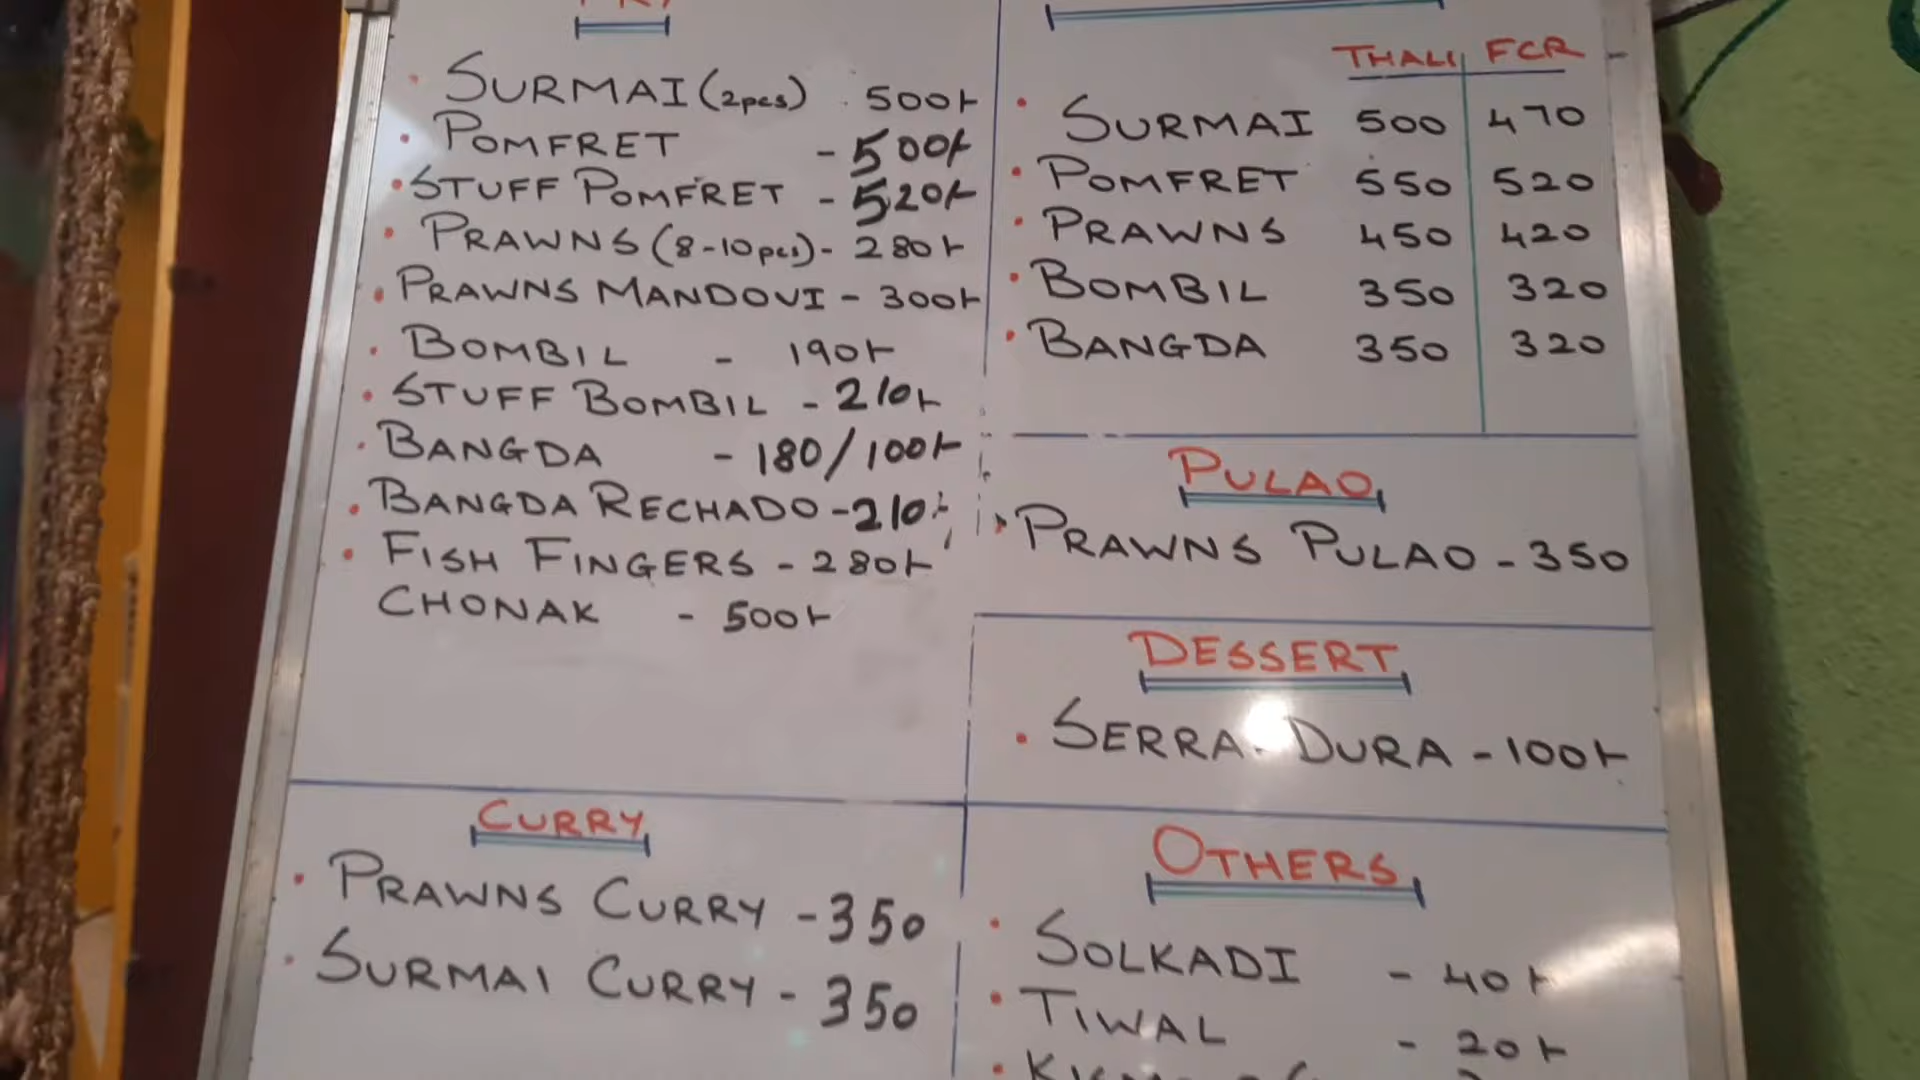 SURMAI (2pcs) . 500/-
POMFRET - 500/-
STUFF POMFRET - 520/-
PRAWNS (8-10pcs) - 280/-
PRAWNS MANDOVI - 300/-
BOMBIL - 190/-
STUFF BOMBIL - 210/-
BANGDA - 180/100/-
BANGDA RECHADO - 210/-
FISH FINGERS - 280/-
CHONAK - 500/-
CURRY
PRAWNS CURRY - 350
SURMAI CURRY - 350
THALI FCR
SURMAI 500 470
POMFRET 550 520
PRAWNS 450 420
BOMBIL 350 320
BANGDA 350 320
PULAO
PRAWNS PULAO - 350
DESSERT
SERRA-DURA - 100/-
OTHERS
SOLKADI - 40/-
TIWAL - 20/-